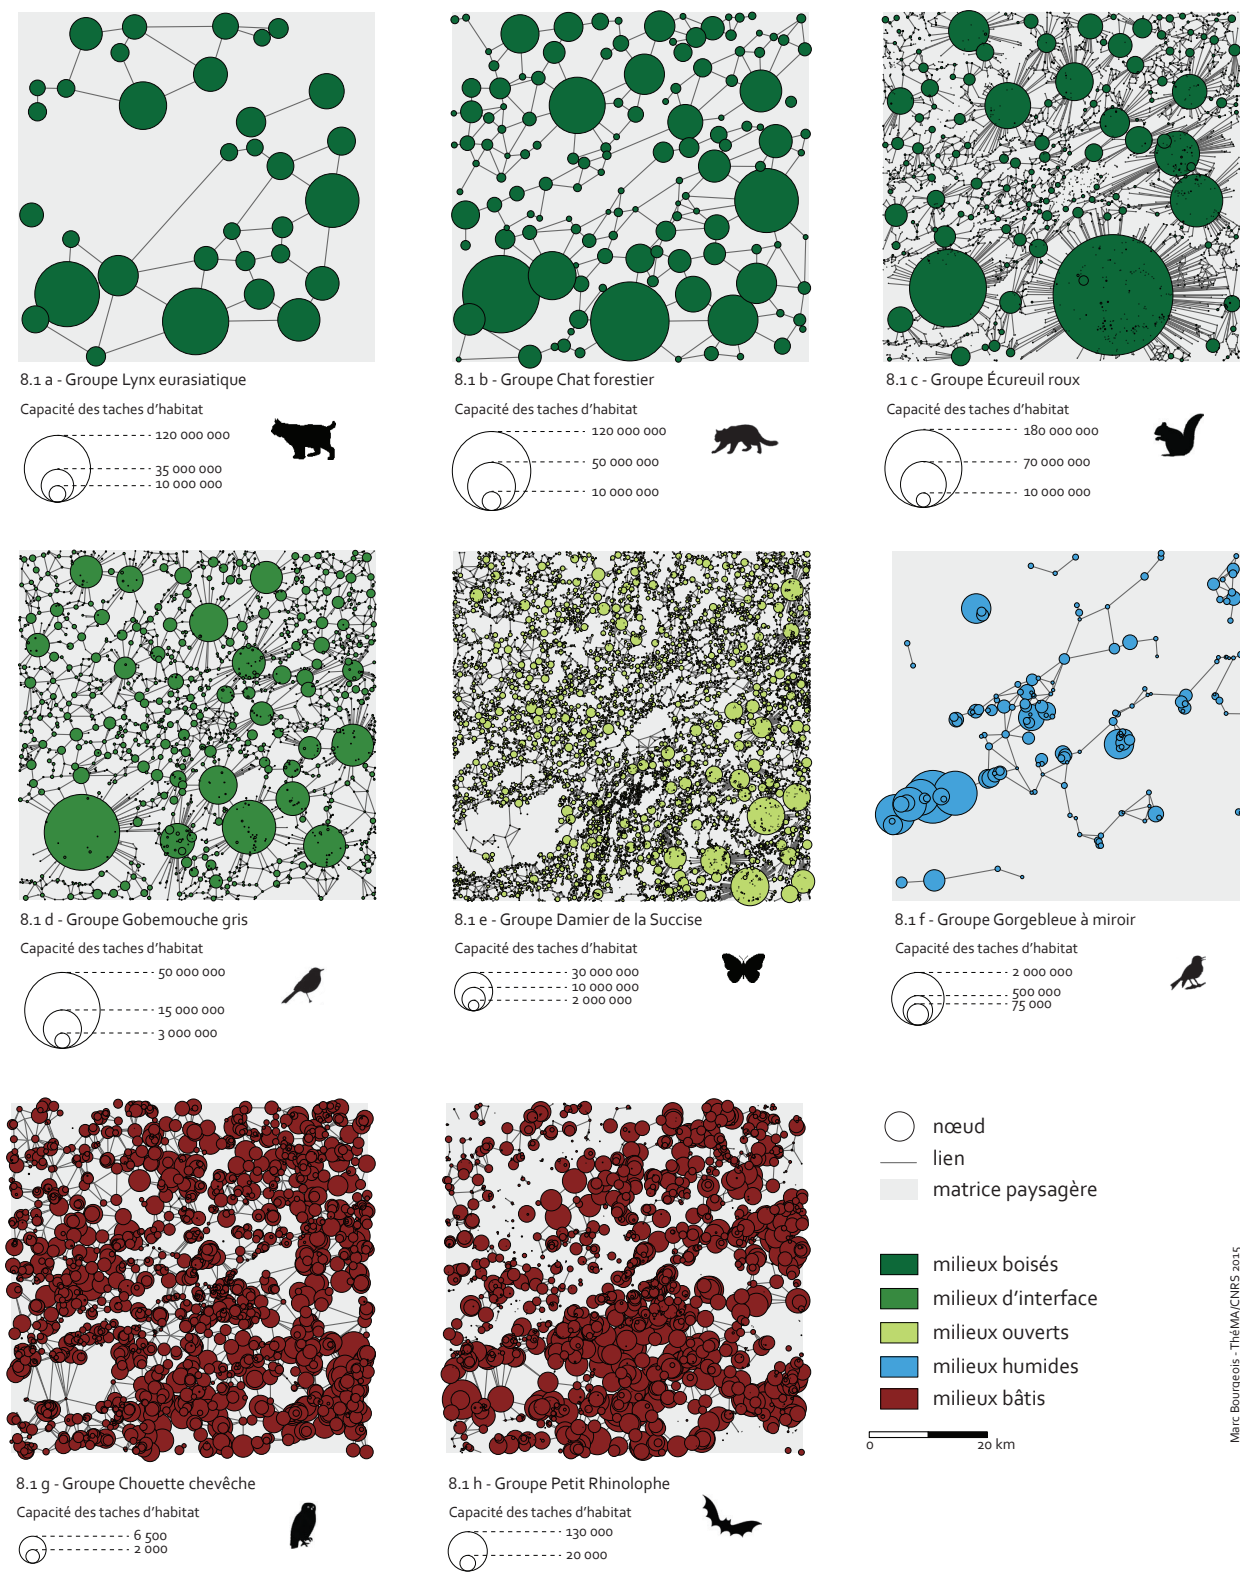 8.1 a - Groupe Lynx eurasiatique
Capacité des taches d'habitat
120 000 000
35 000 000
10 000 000
8.1 b - Groupe Chat forestier
Capacité des taches d'habitat
120 000 000
50 000 000
10 000 000
8.1 c - Groupe Écureuil roux
Capacité des taches d'habitat
180 000 000
70 000 000
10 000 000
8.1 d - Groupe Gobemouche gris
Capacité des taches d'habitat
50 000 000
15 000 000
3 000 000
8.1 e - Groupe Damier de la Succise
Capacité des taches d'habitat
30 000 000
10 000 000
2 000 000
8.1 f - Groupe Gorgebleue à miroir
Capacité des taches d'habitat
2 000 000
500 000
75 000
8.1 g - Groupe Chouette chevêche
Capacité des taches d'habitat
6 500
2 000
8.1 h - Groupe Petit Rhinolophe
Capacité des taches d'habitat
130 000
20 000
nœud
lien
matrice paysagère
milieux boisés
milieux d'interface
milieux ouverts
milieux humides
milieux bâtis
0 20 km
Marc Bourgeois - ThéMA/CNRS 2015